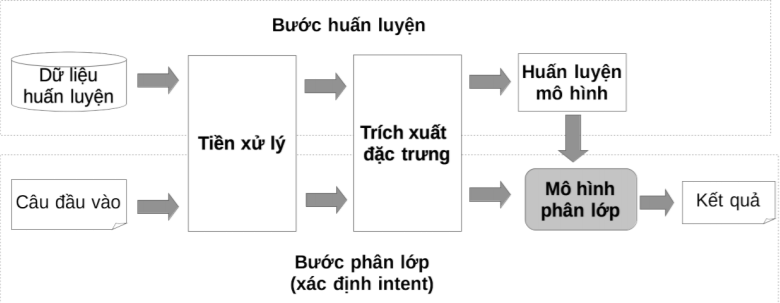 Bước huấn luyện
Dữ liệu
huấn luyện
Tiền xử lý
Trích xuất
đặc trưng
Huấn luyện
mô hình
Câu đầu vào
Mô hình
phân lớp
Kết quả
Bước phân lớp
(xác định intent)